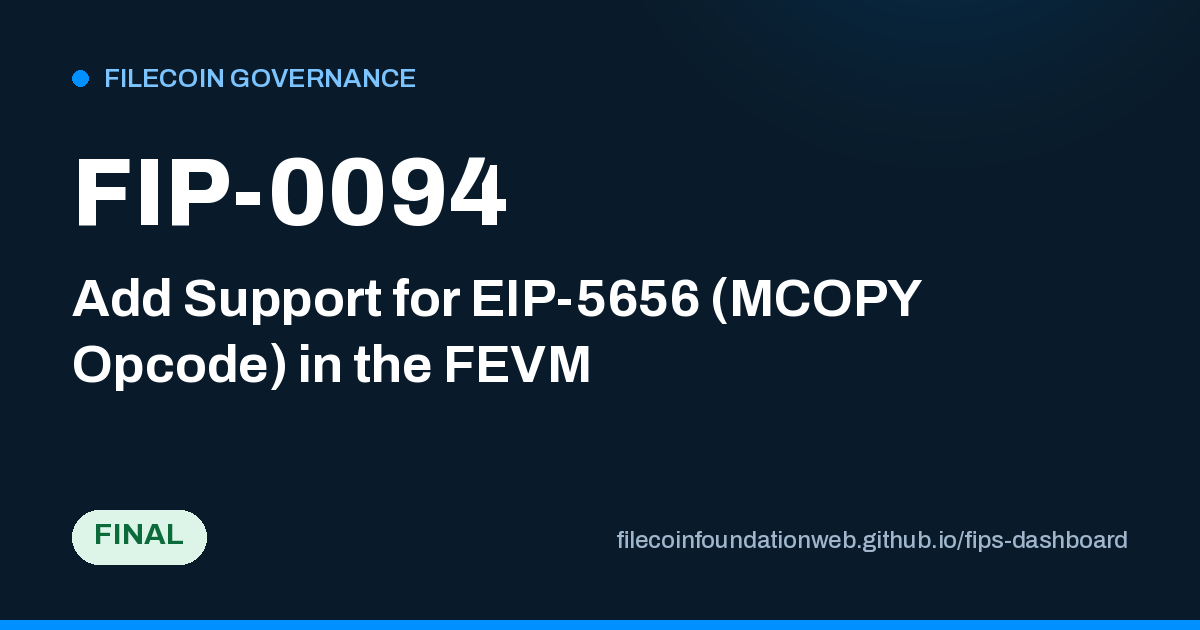 FILECOIN GOVERNANCE
FIP-0094
Add Support for EIP-5656 (MCOPY
Opcode) in the FEVM
FINAL
filecoinfoundationweb.github.io/fips-dashboard